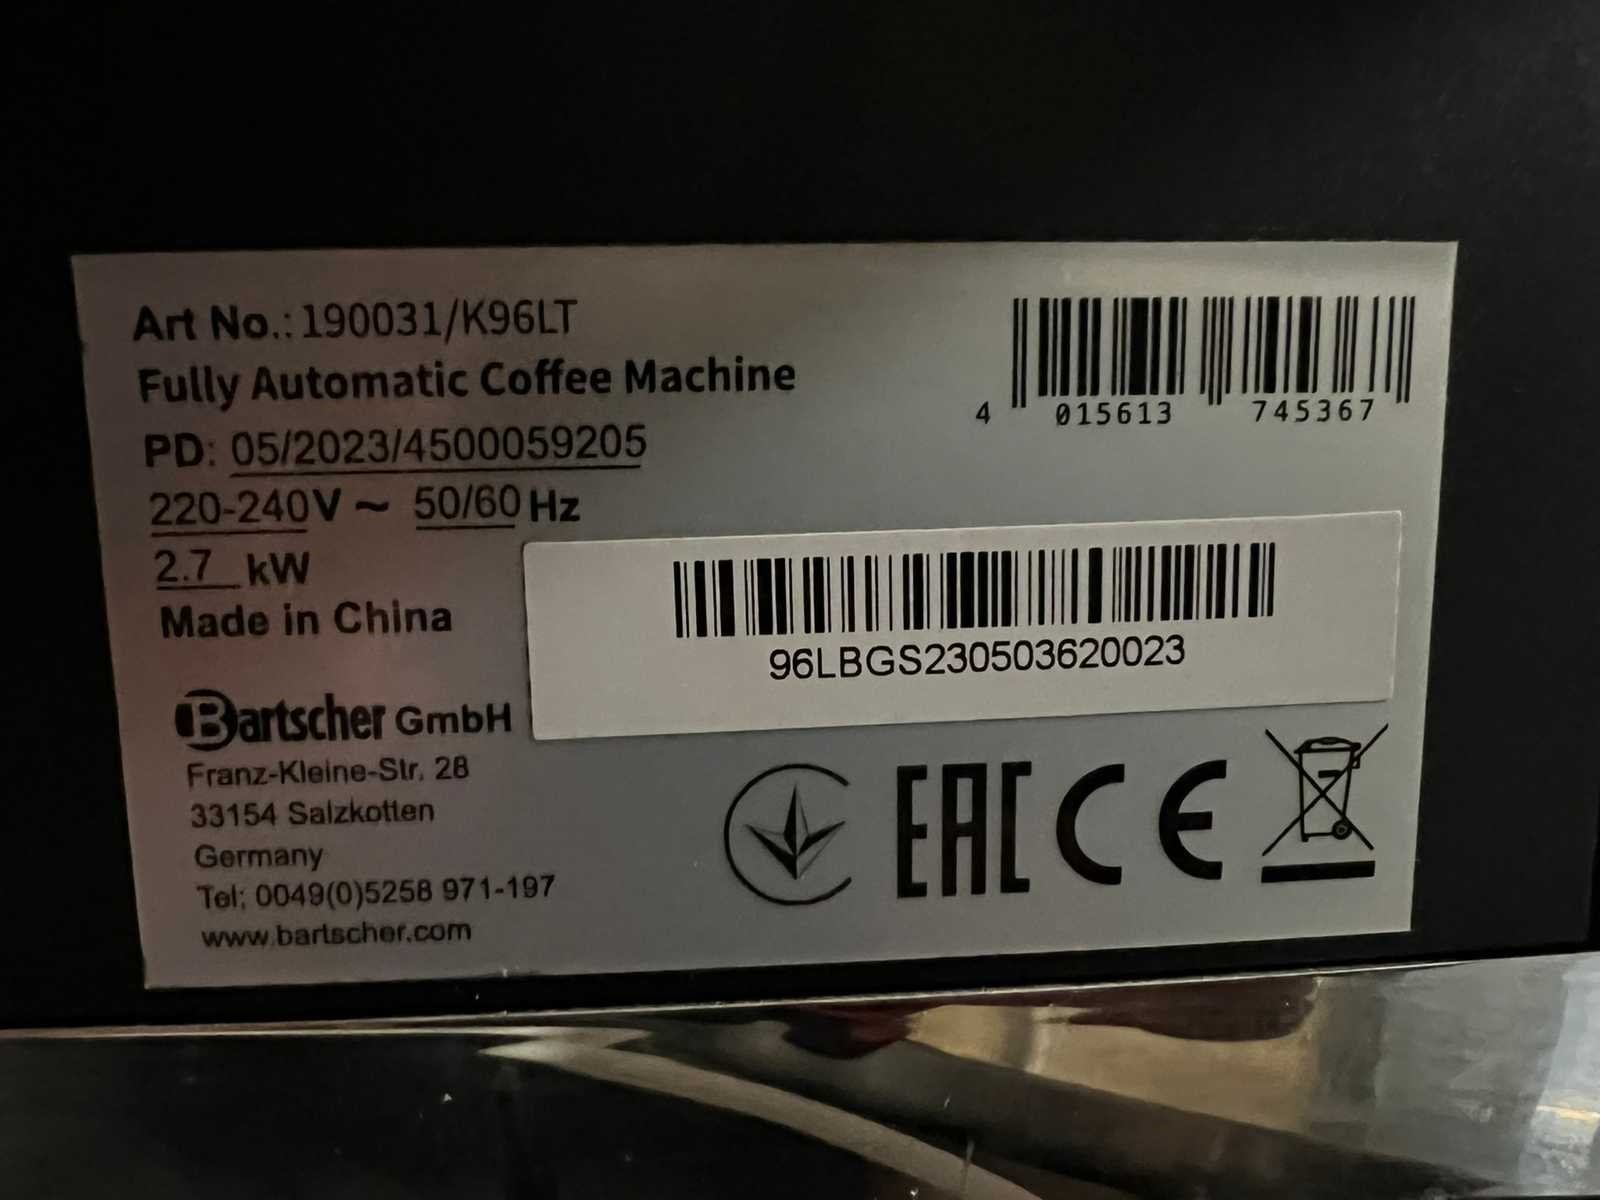 Art No.: 190031/K96LT
Fully Automatic Coffee Machine
PD: 05/2023/4500059205
220-240V ~ 50/60 Hz
2.7 kW
Made in China
4 015613 745367
96LBGS230503620023
Bartscher GmbH
Franz-Kleine-Str. 28
33154 Salzkotten
Germany
Tel: 0049(0)5258 971-197
www.bartscher.com
EAC CE